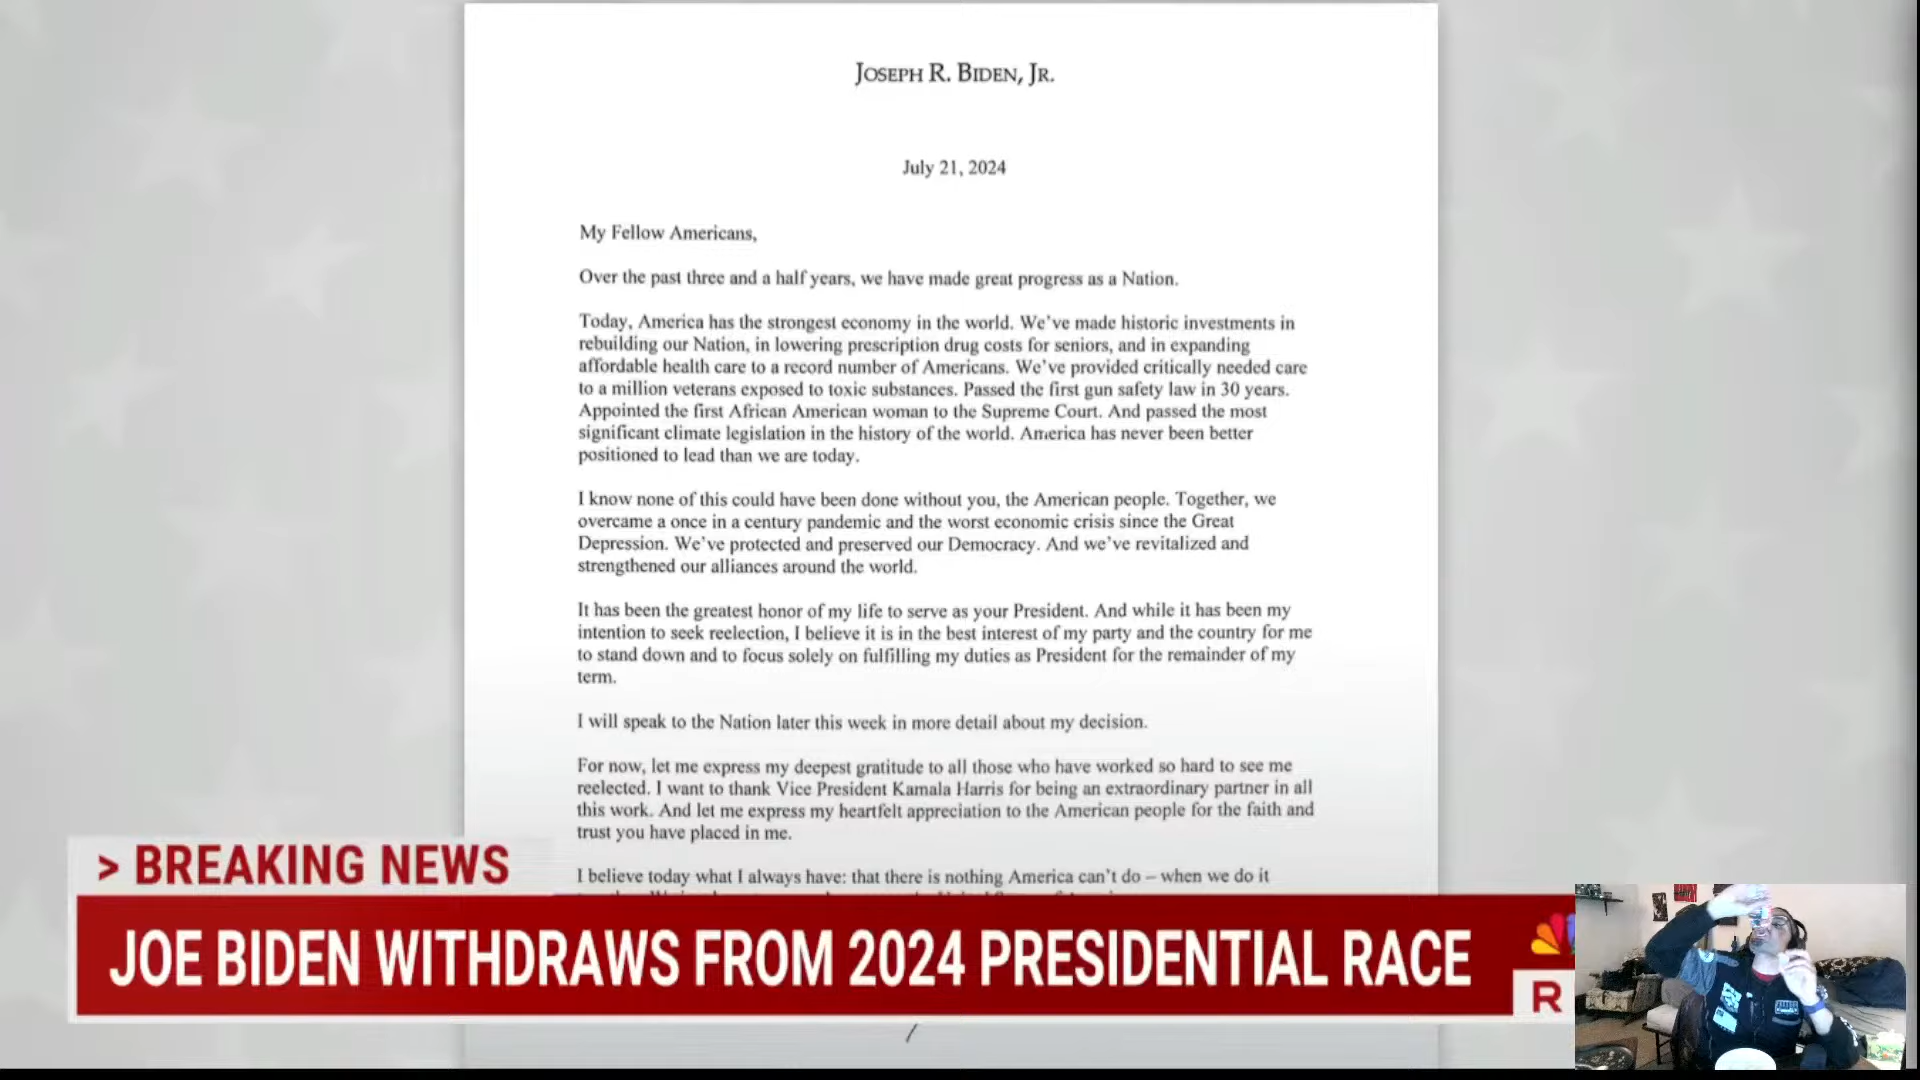 JOSEPH R. BIDEN, JR.
July 21, 2024
My Fellow Americans,
Over the past three and a half years, we have made great progress as a Nation.
Today, America has the strongest economy in the world. We've made historic investments in
rebuilding our Nation, in lowering prescription drug costs for seniors, and in expanding
affordable health care to a record number of Americans. We've provided critically needed care
to a million veterans exposed to toxic substances. Passed the first gun safety law in 30 years.
Appointed the first African American woman to the Supreme Court. And passed the most
significant climate legislation in the history of the world. America has never been better
positioned to lead than we are today.
I know none of this could have been done without you, the American people. Together, we
overcame a once in a century pandemic and the worst economic crisis since the Great
Depression. We've protected and preserved our Democracy. And we've revitalized and
strengthened our alliances around the world.
It has been the greatest honor of my life to serve as your President. And while it has been my
intention to seek reelection, I believe it is in the best interest of my party and the country for me
to stand down and to focus solely on fulfilling my duties as President for the remainder of my
term.
I will speak to the Nation later this week in more detail about my decision.
For now, let me express my deepest gratitude to all those who have worked so hard to see me
reelected. I want to thank Vice President Kamala Harris for being an extraordinary partner in all
this work. And let me express my heartfelt appreciation to the American people for the faith and
trust you have placed in me.
I believe today what I always have: that there is nothing America can't do – when we do it
> BREAKING NEWS
JOE BIDEN WITHDRAWS FROM 2024 PRESIDENTIAL RACE
R